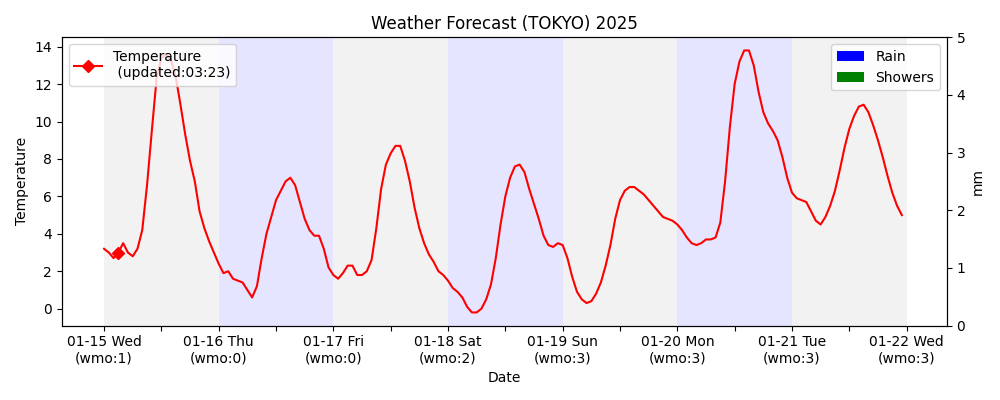 Weather Forecast (TOKYO) 2025
Temperature
(updated:03:23)
Rain
Showers
14
12
10
8
6
4
2
0
Temperature
5
4
3
2
1
0
mm
01-15 Wed
(wmo:1)
01-16 Thu
(wmo:0)
01-17 Fri
(wmo:0)
01-18 Sat
(wmo:2)
01-19 Sun
(wmo:3)
01-20 Mon
(wmo:3)
01-21 Tue
(wmo:3)
01-22 Wed
(wmo:3)
Date